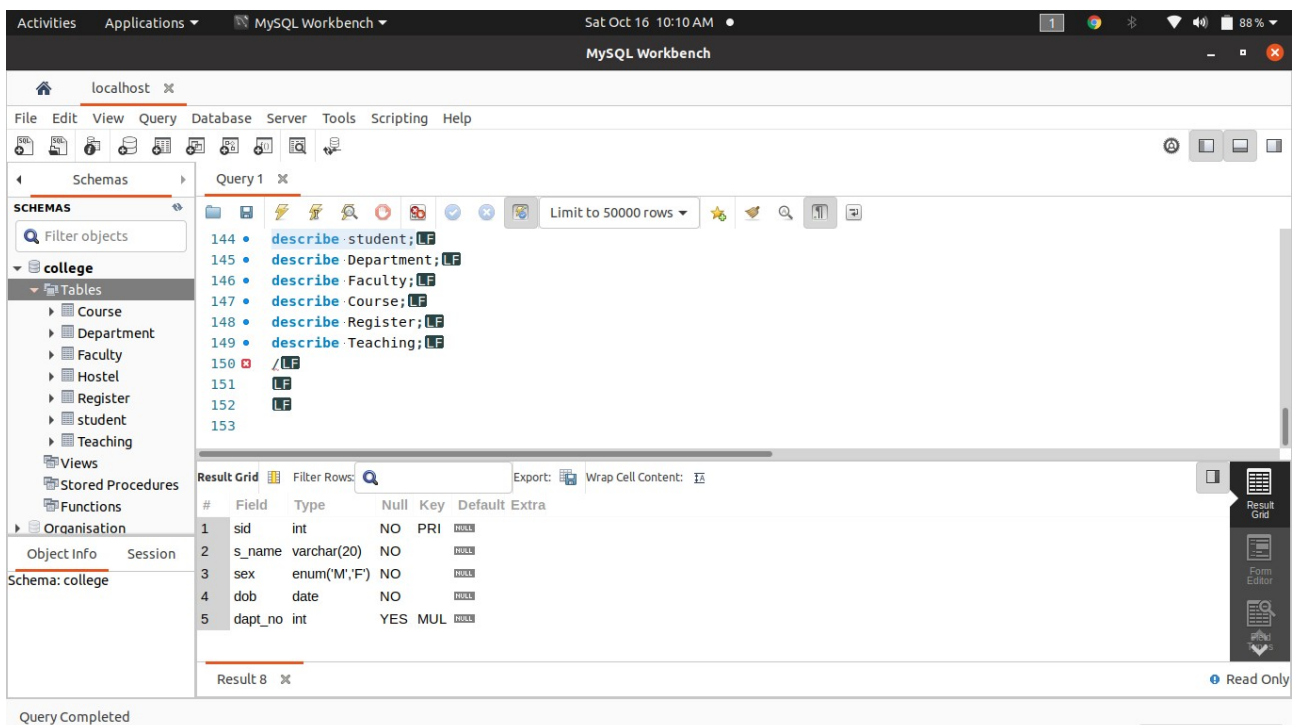 Activities Applications MySQL Workbench Sat Oct 16 10:10 AM 1 88 %
MySQL Workbench
localhost
File Edit View Query Database Server Tools Scripting Help
Schemas Query 1
SCHEMAS
Limit to 50000 rows
Filter objects
college
Tables
Course
Department
Faculty
Hostel
Register
student
Teaching
Views
Stored Procedures
Functions
Organisation
144 describe student;LF
145 describe Department;LF
146 describe Faculty;LF
147 describe Course;LF
148 describe Register;LF
149 describe Teaching;LF
150 /LF
151 LF
152 LF
153
Result Grid Filter Rows: Export: Wrap Cell Content:
# Field Type Null Key Default Extra
1 sid int NO PRI NULL
2 s_name varchar(20) NO NULL
3 sex enum('M','F') NO NULL
4 dob date NO NULL
5 dapt_no int YES MUL NULL
Result
Grid
Form
Editor
Field
Types
Object Info Session
Schema: college
Result 8 Read Only
Query Completed